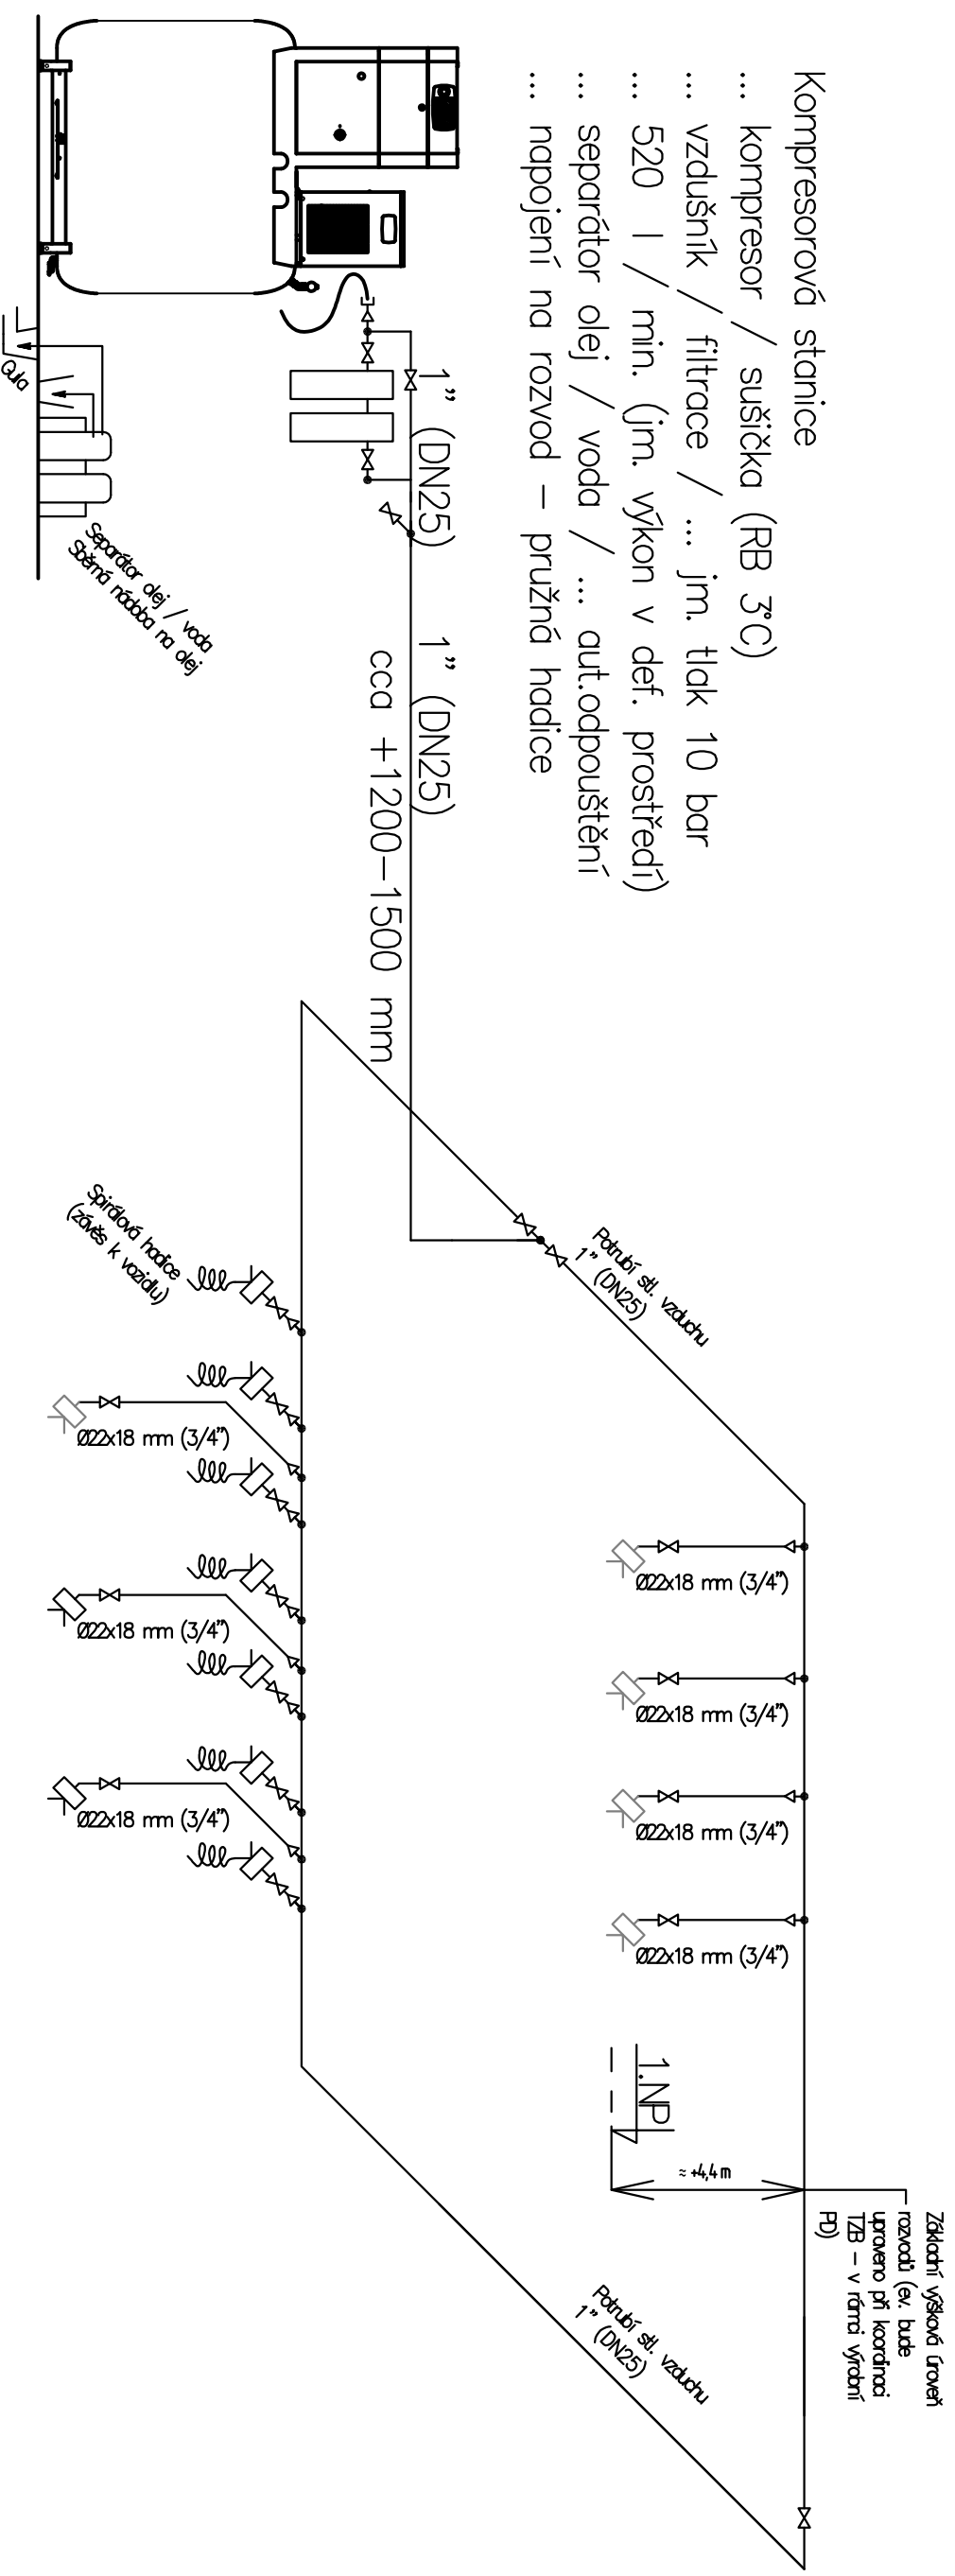 Kompresorová stanice
... kompresor / sušička (RB 3°C)
... vzdušník / filtrace / ... jm. tlak 10 bar
... 520 l / min. (jm. výkon v def. prostředí)
... separátor olej / voda / ... aut.odpouštění
... napojení na rozvod – pružná hadice
1" (DN25)
1" (DN25)
cca +1200–1500 mm
Gula
Separátor olej / voda
Sběrná nádoba na olej
Potrubí stl. vzduchu
1" (DN25)
Spirálová hadice
(závěs k vozidlu)
Ø22x18 mm (3/4")
Ø22x18 mm (3/4")
Ø22x18 mm (3/4")
Ø22x18 mm (3/4")
Ø22x18 mm (3/4")
Ø22x18 mm (3/4")
Ø22x18 mm (3/4")
1.NP
≈ +4,4 m
Základní výšková úroveň
rozvodů (ev. bude
upraveno při koordinaci
TZB – v rámci výrobní
PD)
Potrubí stl. vzduchu
1" (DN25)